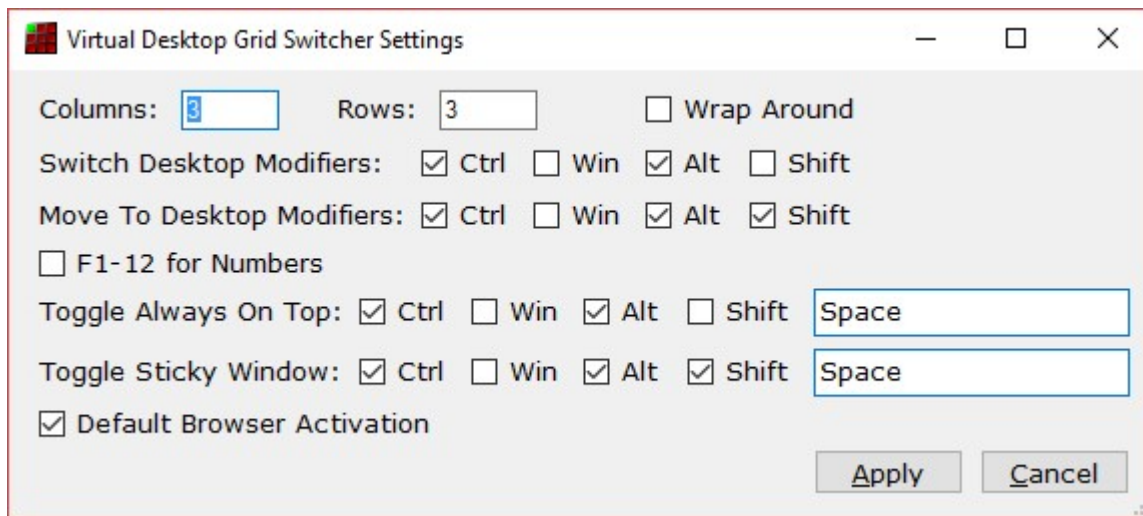 Virtual Desktop Grid Switcher Settings
Columns: 3 Rows: 3 Wrap Around
Switch Desktop Modifiers: Ctrl Win Alt Shift
Move To Desktop Modifiers: Ctrl Win Alt Shift
F1-12 for Numbers
Toggle Always On Top: Ctrl Win Alt Shift Space
Toggle Sticky Window: Ctrl Win Alt Shift Space
Default Browser Activation
Apply Cancel